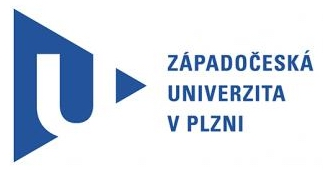 U
ZÁPADOČESKÁ
UNIVERZITA
V PLZNI